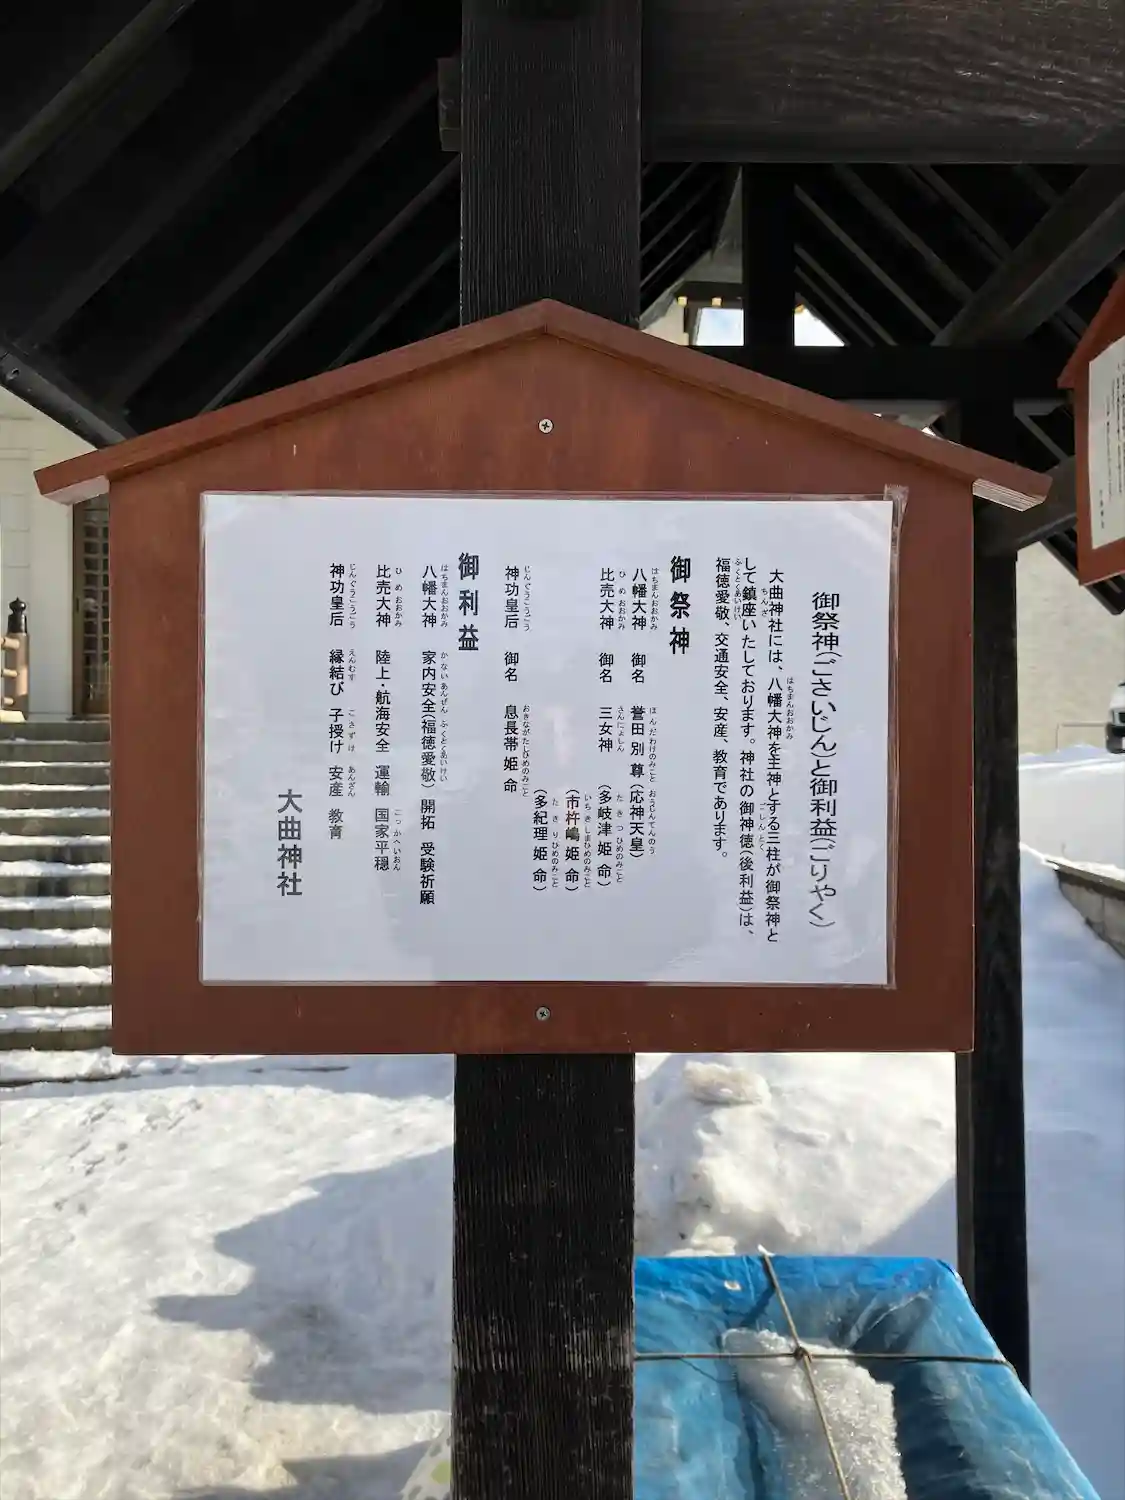 御祭神(ごさいじん)と御利益(ごりやく)
大曲神社には、八幡大神を主神とする三柱が御祭神と
して鎮座いたしております。神社の御神徳(後利益)は、
福徳愛敬、交通安全、安産、教育であります。
御祭神
八幡大神 御名 誉田別尊(応神天皇)
比売大神 御名 三女神 (多岐津姫命)
(市杵嶋姫命)
(多紀理姫命)
神功皇后 御名 息長帯姫命
御利益
八幡大神 家内安全(福徳愛敬) 開拓 受験祈願
比売大神 陸上・航海安全 運輸 国家平穏
神功皇后 縁結び 子授け 安産 教育
大曲神社